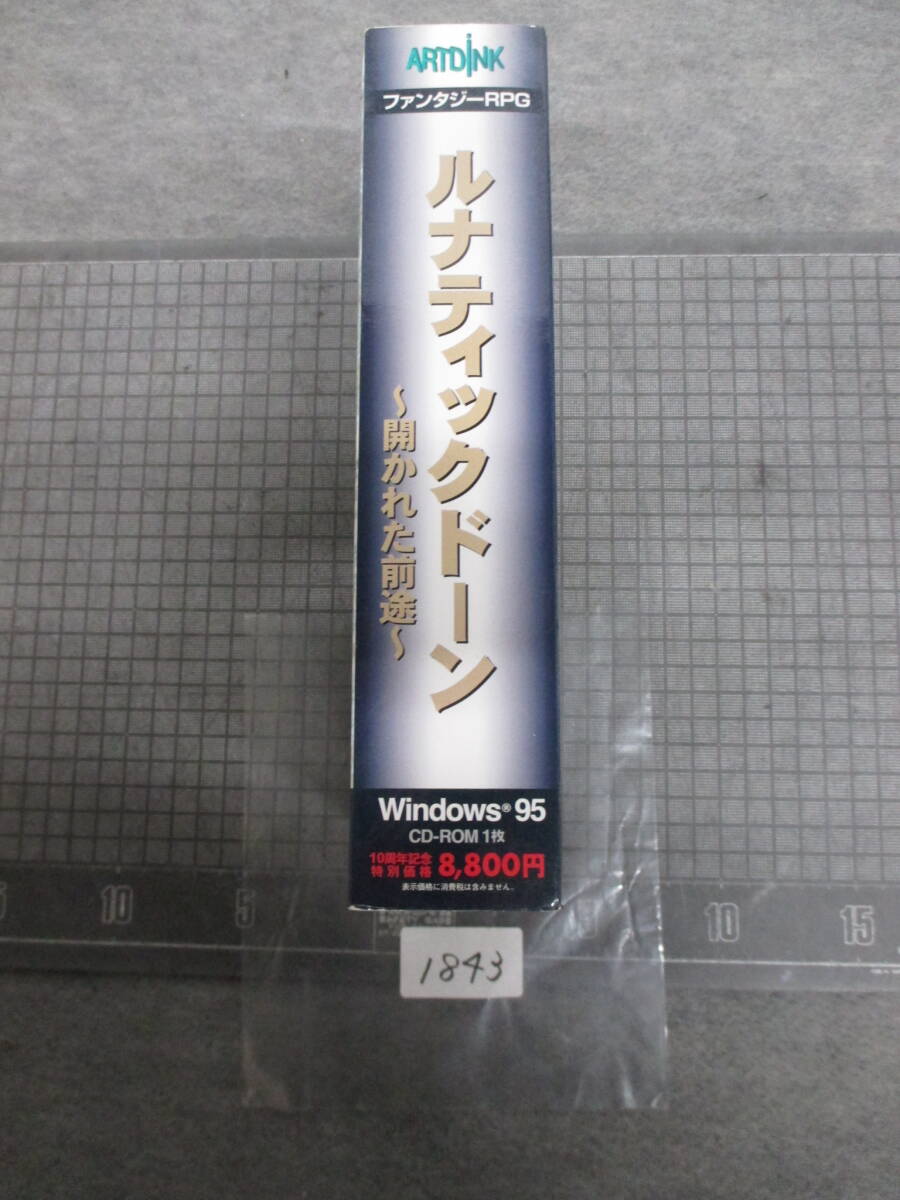 ARTDiNK
ファンタジーRPG
ルナティックドーン
～開かれた前途～
Windows® 95
CD-ROM 1枚
10周年記念
特別価格
8,800円
表示価格に消費税は含みません。
10
5
10
15
1843